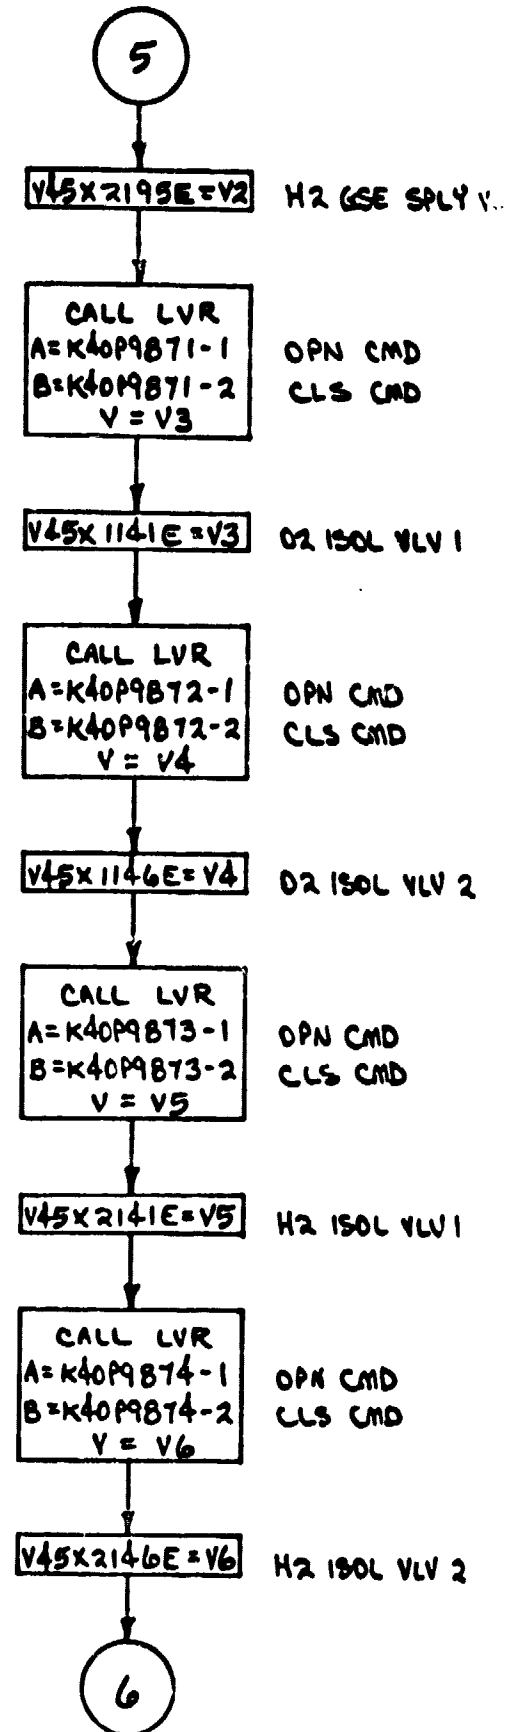 5
V45X2195E=V2 H2 GSE SPLY
CALL LVR
A=K40P9871-1 OPN CMD
B=K40P9871-2 CLS CMD
V = V3
V45X1141E=V3 O2 ISOL VLV 1
CALL LVR
A=K40P9872-1 OPN CMD
B=K40P9872-2 CLS CMD
V = V4
V45X1146E=V4 O2 ISOL VLV 2
CALL LVR
A=K40P9873-1 OPN CMD
B=K40P9873-2 CLS CMD
V = V5
V45X2141E=V5 H2 ISOL VLV 1
CALL LVR
A=K40P9874-1 OPN CMD
B=K40P9874-2 CLS CMD
V = V6
V45X2146E=V6 H2 ISOL VLV 2
6